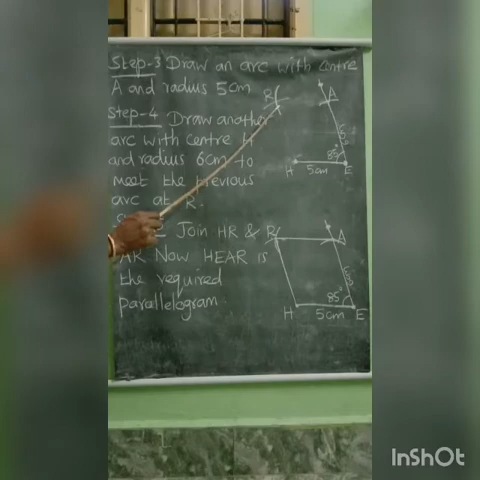 Step-3 Draw an arc with centre
A and radius 5cm
Step-4 Draw another
arc with centre H
and radius 6cm to
meet the previous
arc at R.
Join HR &
AR Now HEAR is
the required
parallelogram
R A
6cm
85°
H 5cm E
R A
6cm
85°
H 5cm E
InShOt